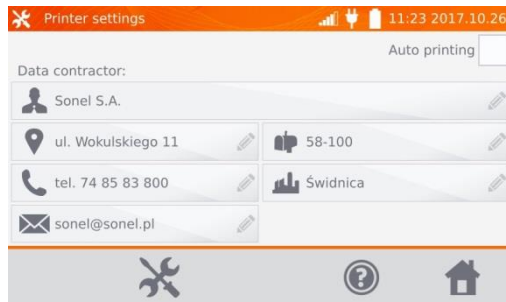 Printer settings
11:23 2017.10.26
Auto printing
Data contractor:
Sonel S.A.
ul. Wokulskiego 11
58-100
tel. 74 85 83 800
Świdnica
sonel@sonel.pl